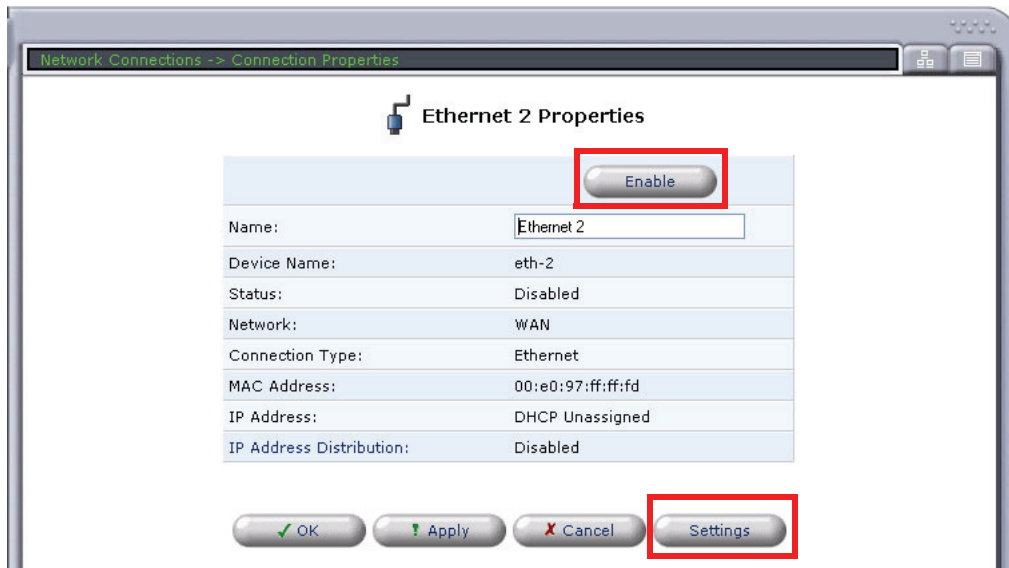 Network Connections -> Connection Properties
Ethernet 2 Properties
Enable
Name: Ethernet 2
Device Name: eth-2
Status: Disabled
Network: WAN
Connection Type: Ethernet
MAC Address: 00:e0:97:ff:ff:fd
IP Address: DHCP Unassigned
IP Address Distribution: Disabled
OK Apply Cancel Settings